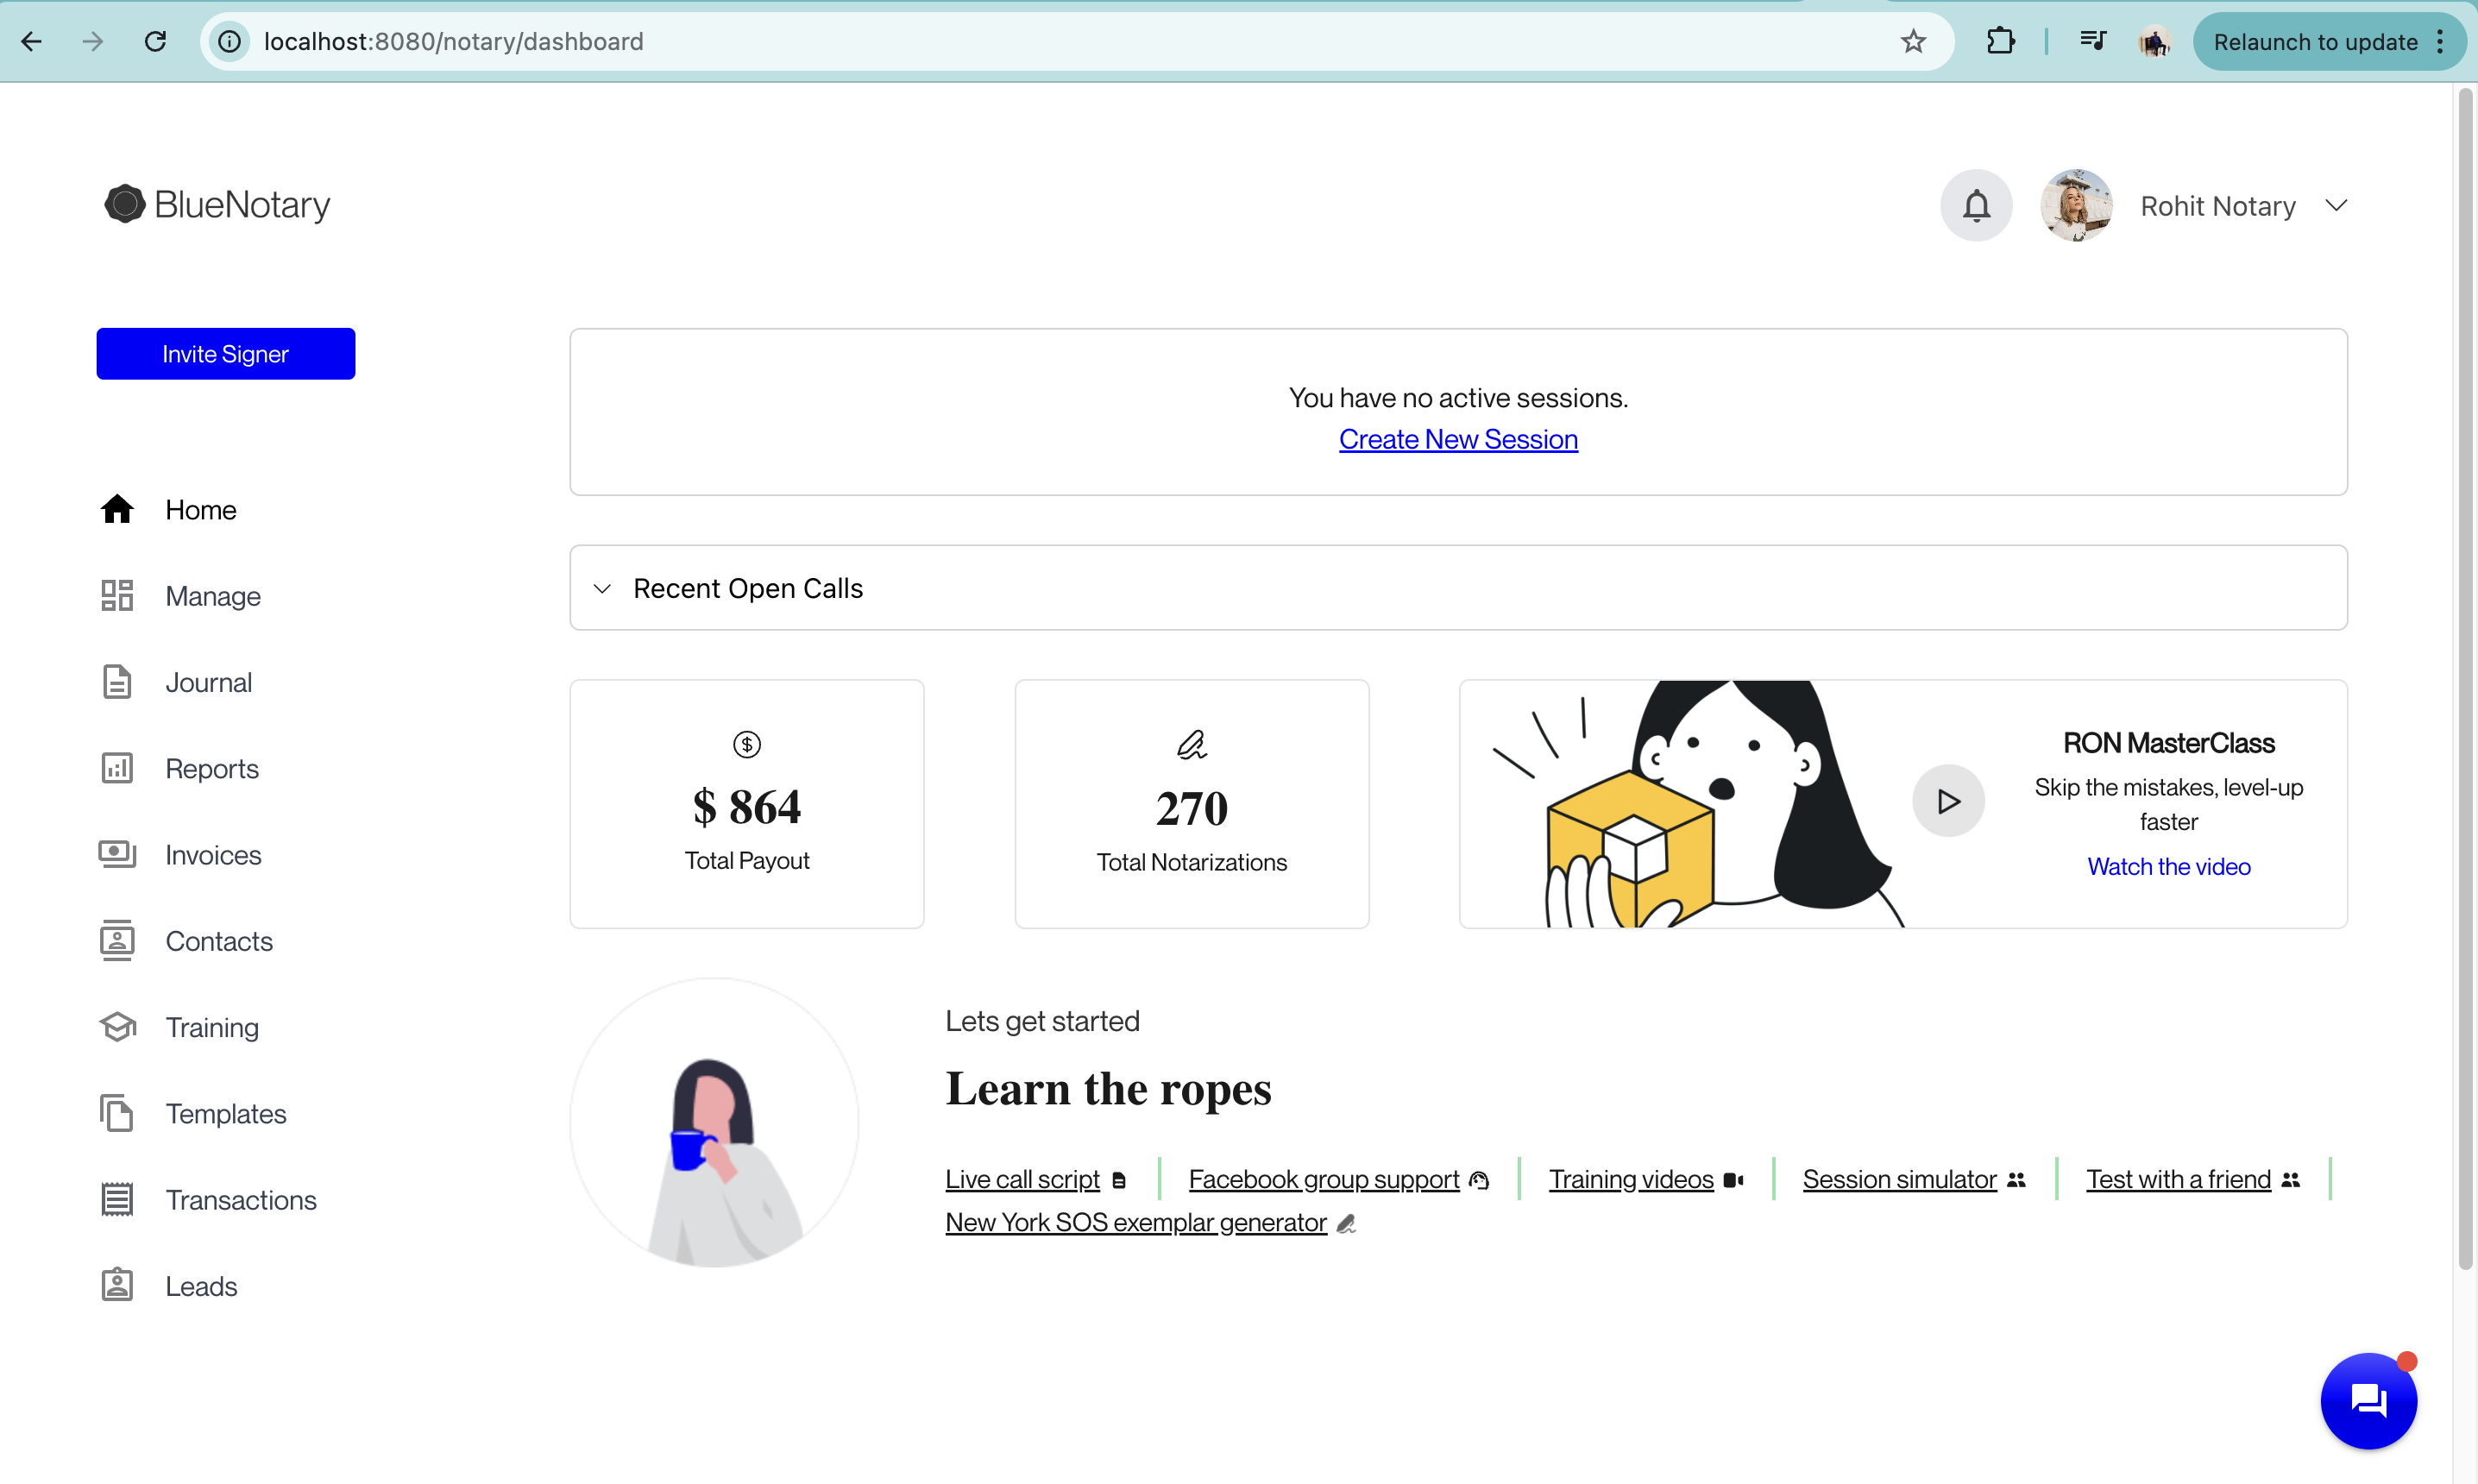 localhost:8080/notary/dashboard
Relaunch to update
BlueNotary
Rohit Notary
Invite Signer
You have no active sessions.
Create New Session
Home
Manage
Journal
Reports
Invoices
Contacts
Training
Templates
Transactions
Leads
Recent Open Calls
$ 864
Total Payout
270
Total Notarizations
RON MasterClass
Skip the mistakes, level-up
faster
Watch the video
Lets get started
Learn the ropes
Live call script
Facebook group support
Training videos
Session simulator
Test with a friend
New York SOS exemplar generator